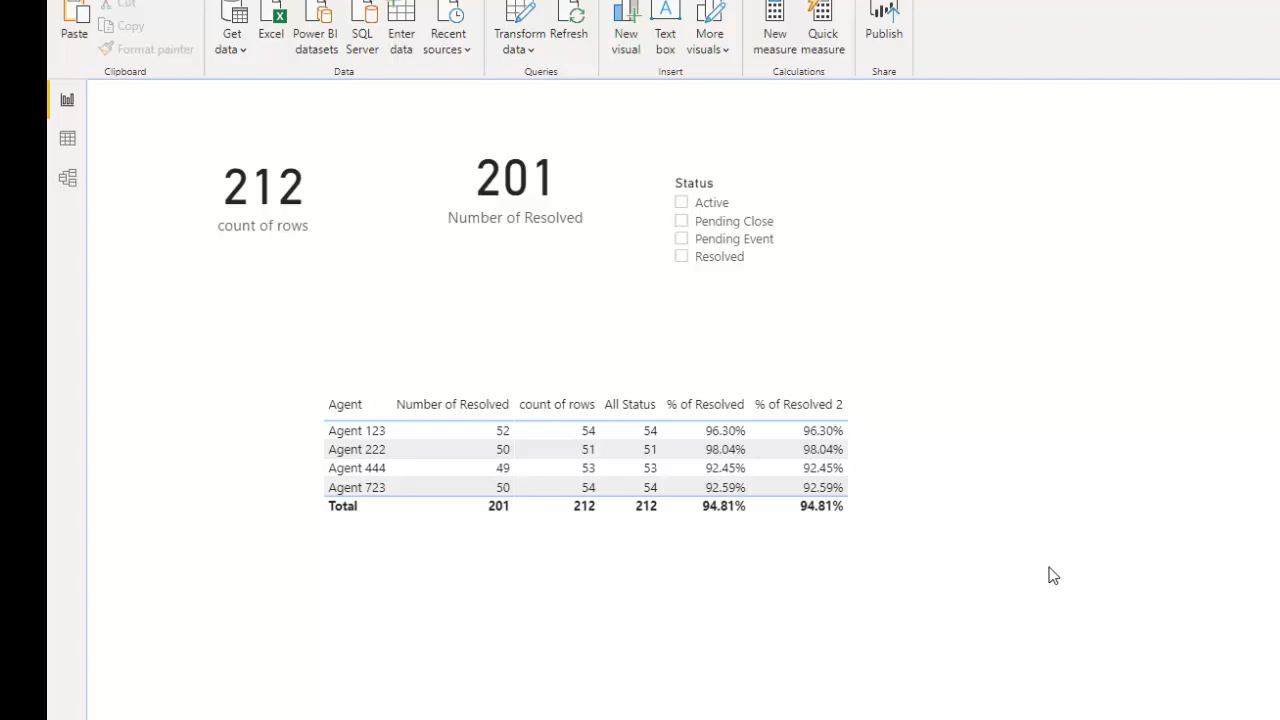 Cut
Copy
Format painter
Paste
Clipboard
Get data
Excel
Power BI datasets
SQL Server
Enter data
Recent sources
Data
Transform data
Refresh
Queries
New visual
Text box
More visuals
Insert
New measure
Quick measure
Calculations
Publish
Share
212
count of rows
201
Number of Resolved
Status
Active
Pending Close
Pending Event
Resolved
Agent Number of Resolved count of rows All Status % of Resolved % of Resolved 2
Agent 123 52 54 54 96.30% 96.30%
Agent 222 50 51 51 98.04% 98.04%
Agent 444 49 53 53 92.45% 92.45%
Agent 723 50 54 54 92.59% 92.59%
Total 201 212 212 94.81% 94.81%